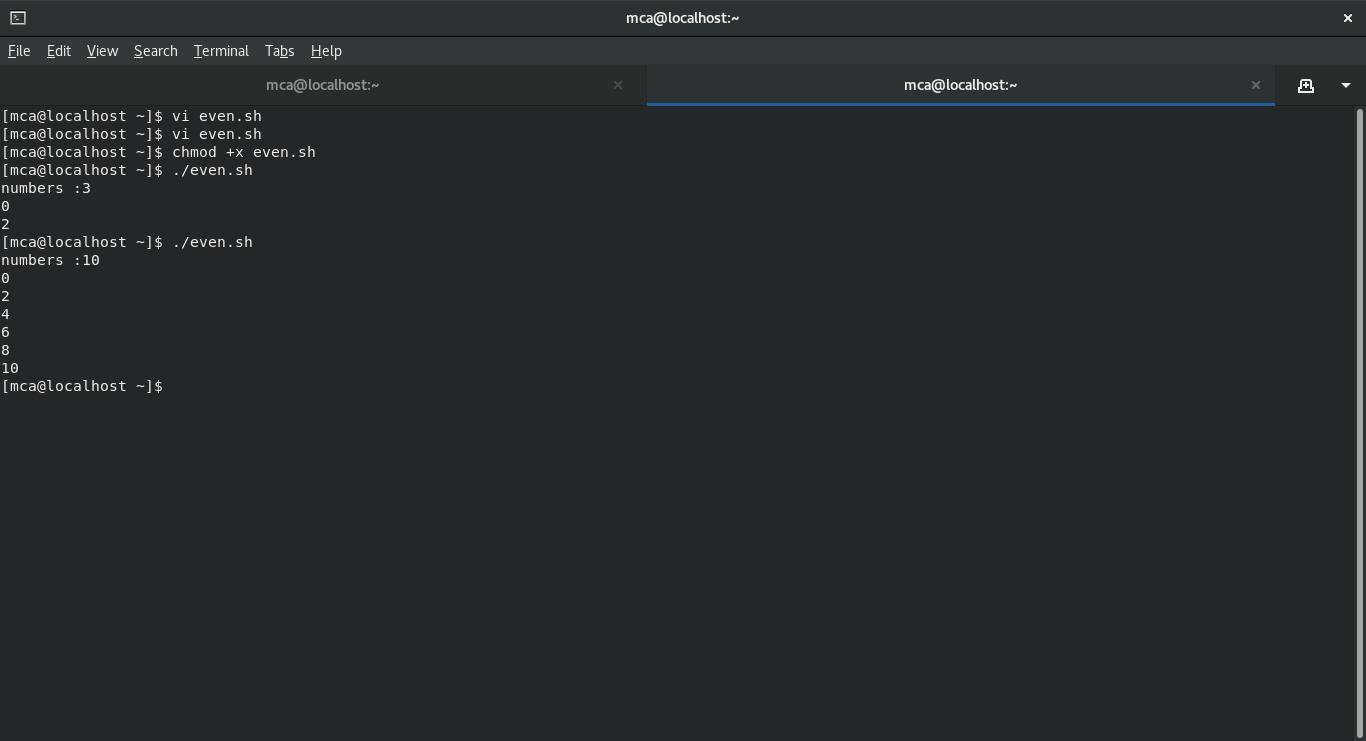 mca@localhost:~
File Edit View Search Terminal Tabs Help
mca@localhost:~ mca@localhost:~
[mca@localhost ~]$ vi even.sh
[mca@localhost ~]$ vi even.sh
[mca@localhost ~]$ chmod +x even.sh
[mca@localhost ~]$ ./even.sh
numbers :3
0
2
[mca@localhost ~]$ ./even.sh
numbers :10
0
2
4
6
8
10
[mca@localhost ~]$